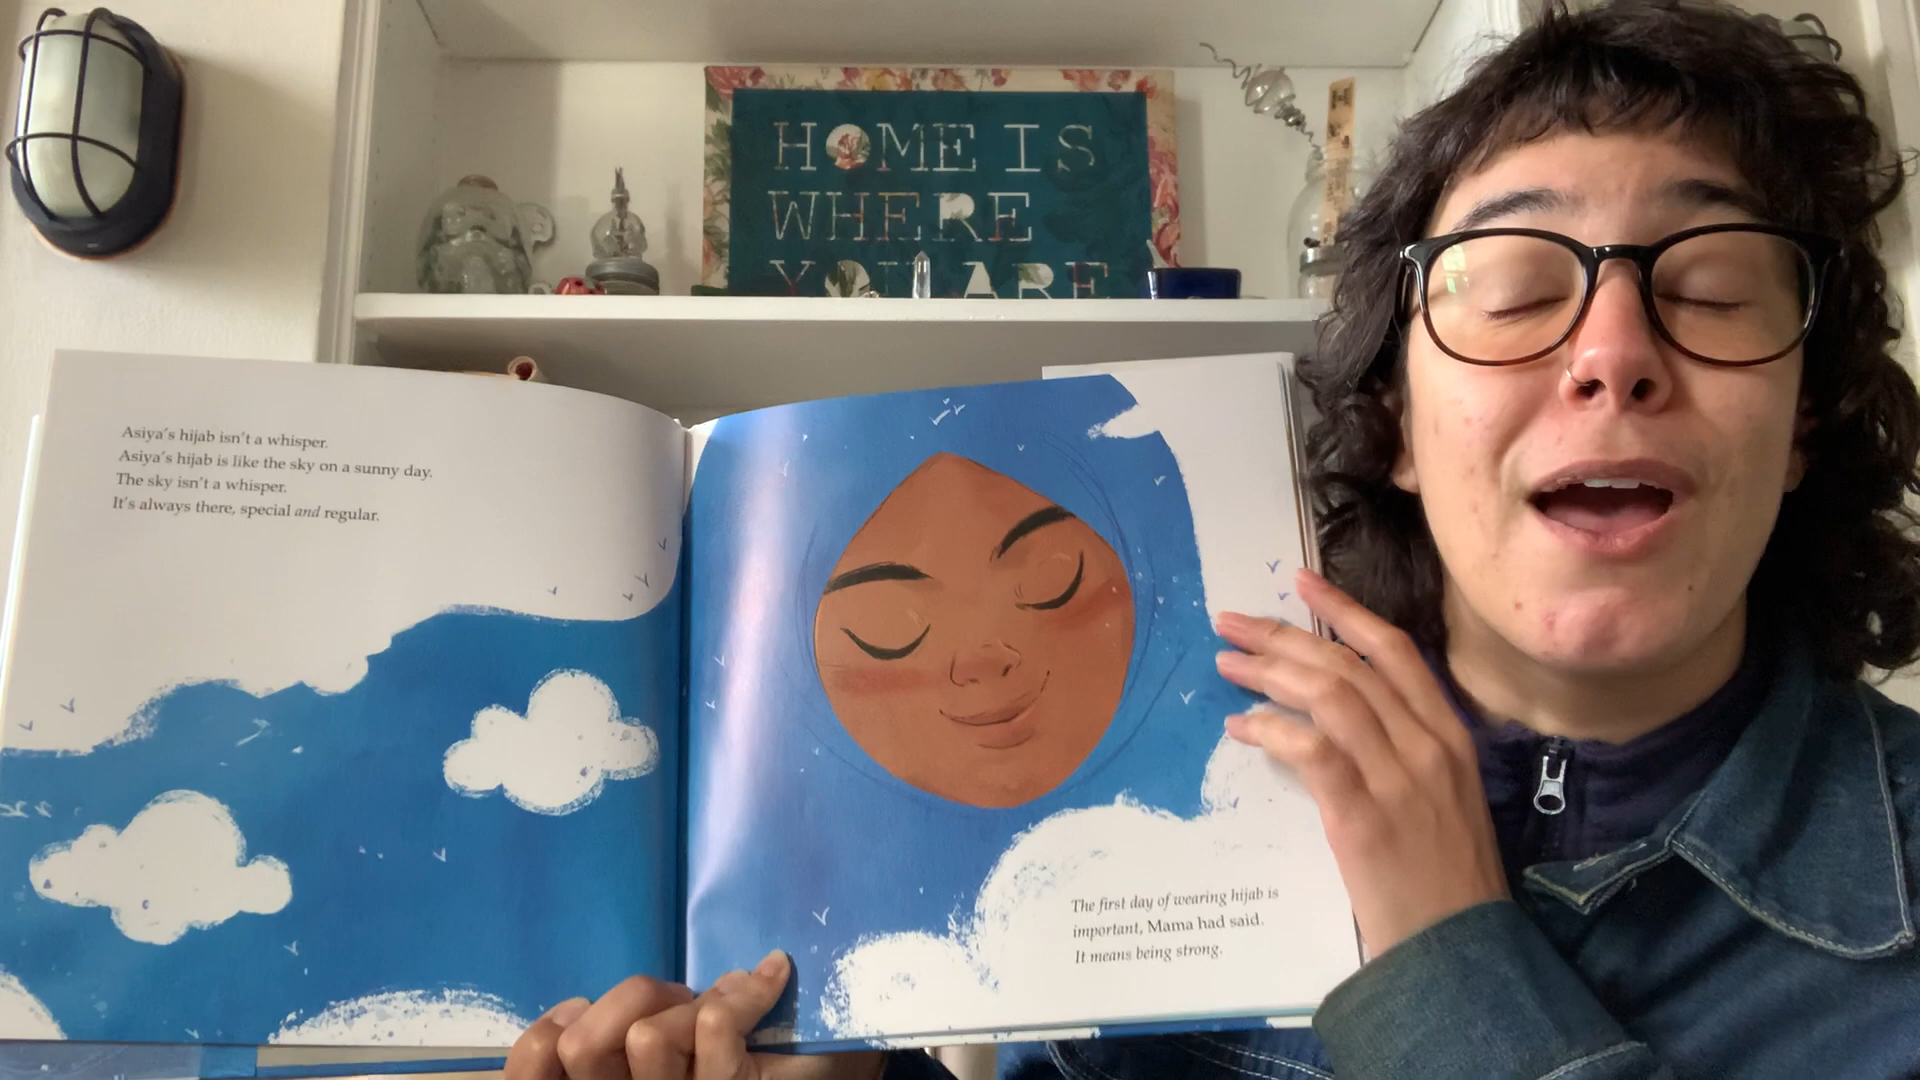 HOME IS
WHERE
YOU ARE
Asiya's hijab isn't a whisper.
Asiya's hijab is like the sky on a sunny day.
The sky isn't a whisper.
It's always there, special and regular.
The first day of wearing hijab is
important, Mama had said.
It means being strong.